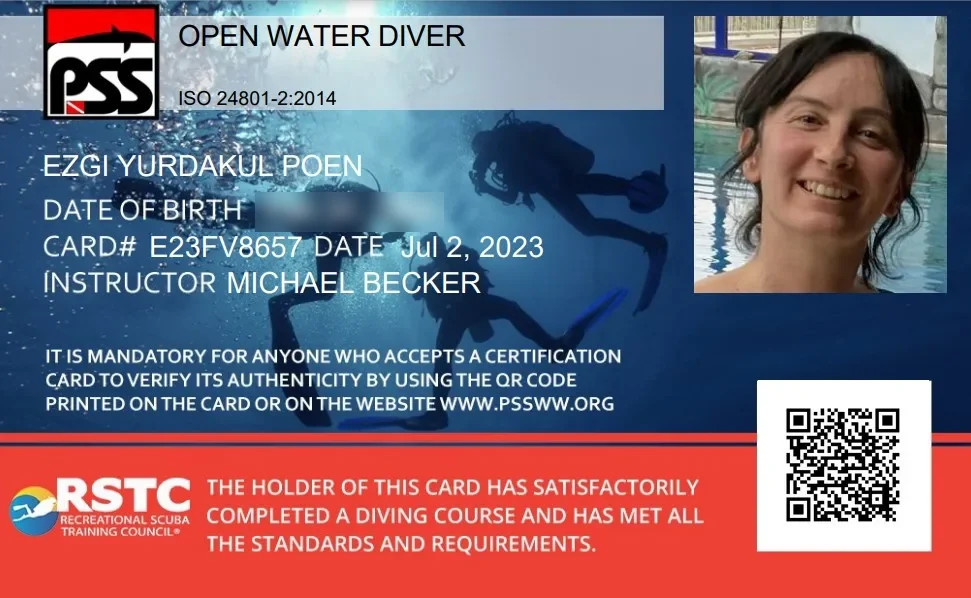 PSS
OPEN WATER DIVER
ISO 24801-2:2014
EZGI YURDAKUL POEN
DATE OF BIRTH
CARD# E23FV8657 DATE Jul 2, 2023
INSTRUCTOR MICHAEL BECKER
IT IS MANDATORY FOR ANYONE WHO ACCEPTS A CERTIFICATION
CARD TO VERIFY ITS AUTHENTICITY BY USING THE QR CODE
PRINTED ON THE CARD OR ON THE WEBSITE WWW.PSSWW.ORG
RSTC
RECREATIONAL SCUBA
TRAINING COUNCIL®
THE HOLDER OF THIS CARD HAS SATISFACTORILY
COMPLETED A DIVING COURSE AND HAS MET ALL
THE STANDARDS AND REQUIREMENTS.